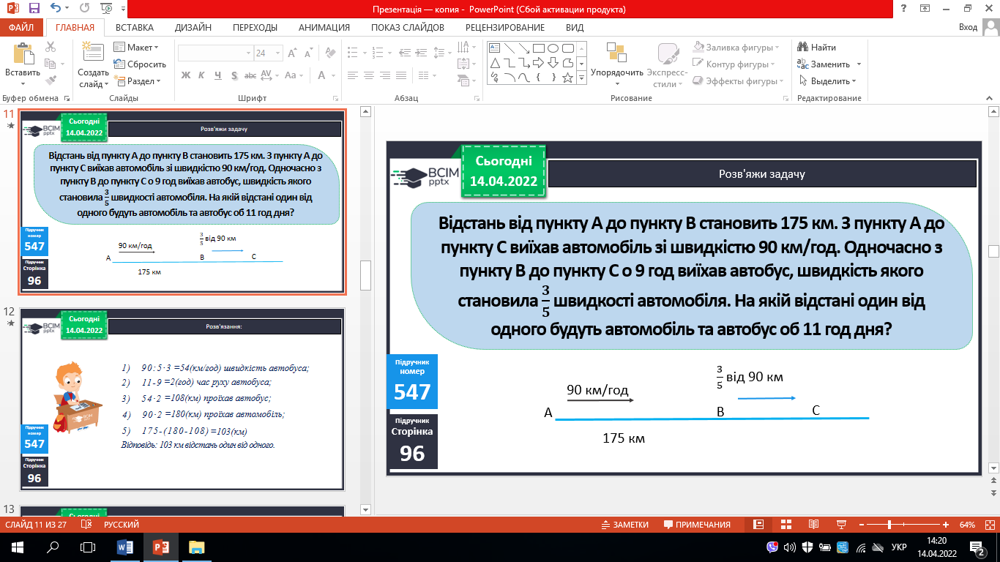 Презентація — копия -  PowerPoint (Сбой активации продукта)
ФАЙЛ ГЛАВНАЯ ВСТАВКА ДИЗАЙН ПЕРЕХОДЫ АНИМАЦИЯ ПОКАЗ СЛАЙДОВ РЕЦЕНЗИРОВАНИЕ ВИД Вход
Вставить
Буфер обмена
Создать слайд
Макет
Сбросить
Раздел
Слайды
24
Ж К Ч S abc AV Aa A
Шрифт
Абзац
Упорядочить
Экспресс-стили
Заливка фигуры
Контур фигуры
Эффекты фигуры
Рисование
Найти
Заменить
Выделить
Редактирование
11
BCIM pptx
Сьогодні
14.04.2022
Розв'яжи задачу
Відстань від пункту А до пункту В становить 175 км. З пункту А до
пункту С виїхав автомобіль зі швидкістю 90 км/год. Одночасно з
пункту В до пункту С о 9 год виїхав автобус, швидкість якого
становила 3/5 швидкості автомобіля. На якій відстані один від
одного будуть автомобіль та автобус об 11 год дня?
Підручник
номер
547
Підручник
Сторінка
96
90 км/год
3/5 від 90 км
А В С
175 км
12
BCIM pptx
Сьогодні
14.04.2022
Розв'язання:
1) 90:5·3=54(км/год) швидкість автобуса;
2) 11-9=2(год) час руху автобуса;
3) 54·2=108(км) проїхав автобус;
4) 90·2=180(км) проїхав автомобіль;
5) 175-(180-108)=103(км)
Відповідь: 103 км відстань один від одного.
Підручник
номер
547
Підручник
Сторінка
96
13
BCIM pptx
Сьогодні
14.04.2022
Розв'яжи задачу
Відстань від пункту А до пункту В становить 175 км. З пункту А до
пункту С виїхав автомобіль зі швидкістю 90 км/год. Одночасно з
пункту В до пункту С о 9 год виїхав автобус, швидкість якого
становила 3/5 швидкості автомобіля. На якій відстані один від
одного будуть автомобіль та автобус об 11 год дня?
Підручник
номер
547
Підручник
Сторінка
96
90 км/год
3/5 від 90 км
А В С
175 км
СЛАЙД 11 ИЗ 27 РУССКИЙ ЗАМЕТКИ ПРИМЕЧАНИЯ 64%
УКР
14:20
14.04.2022
2